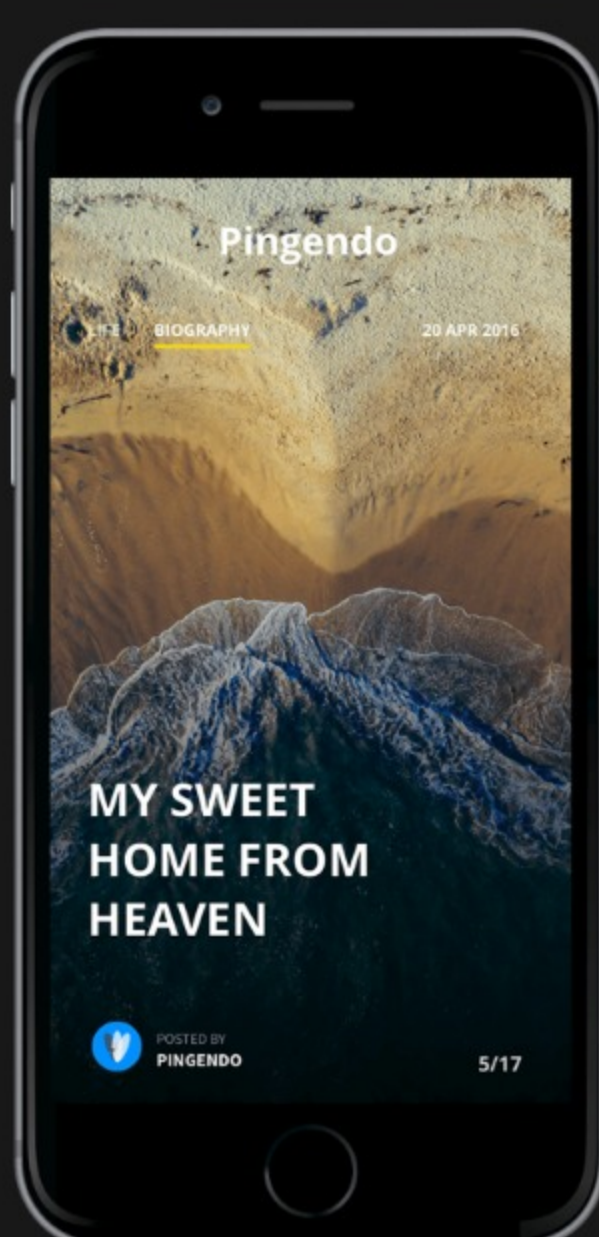 Pingendo
LIFE BIOGRAPHY 20 APR 2016
MY SWEET
HOME FROM
HEAVEN
POSTED BY
PINGENDO
5/17